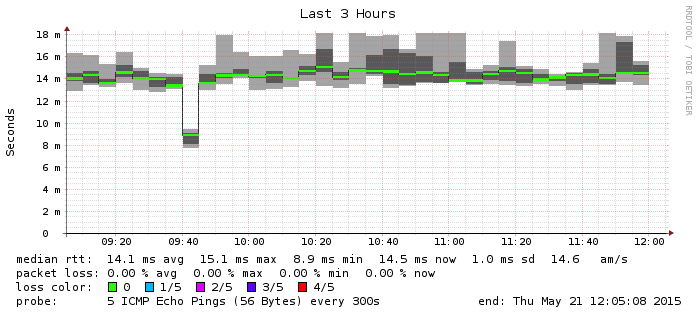 Last 3 Hours
RRDTOOL / TOBI OETIKER
Seconds
18 m
16 m
14 m
12 m
10 m
8 m
6 m
4 m
2 m
0
09:20 09:40 10:00 10:20 10:40 11:00 11:20 11:40 12:00
median rtt: 14.1 ms avg 15.1 ms max 8.9 ms min 14.5 ms now 1.0 ms sd 14.6 am/s
packet loss: 0.00 % avg 0.00 % max 0.00 % min 0.00 % now
loss color: 0 1/5 2/5 3/5 4/5
probe: 5 ICMP Echo Pings (56 Bytes) every 300s end: Thu May 21 12:05:08 2015